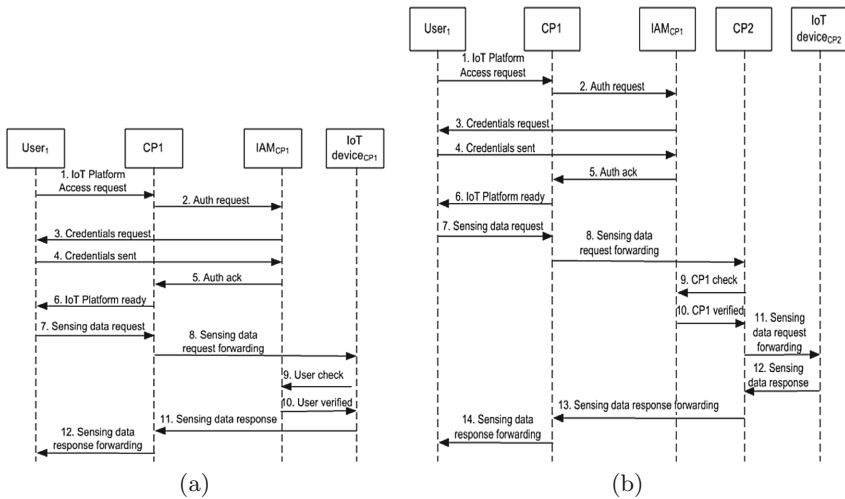 User1
CP1
IAMCP1
IoT
deviceCP1
1. IoT Platform
Access request
2. Auth request
3. Credentials request
4. Credentials sent
5. Auth ack
6. IoT Platform ready
7. Sensing data request
8. Sensing data
request forwarding
9. User check
10. User verified
11. Sensing data response
12. Sensing data
response forwarding
(a)
User1
CP1
IAMCP1
CP2
IoT
deviceCP2
1. IoT Platform
Access request
2. Auth request
3. Credentials request
4. Credentials sent
5. Auth ack
6. IoT Platform ready
7. Sensing data request
8. Sensing data
request forwarding
9. CP1 check
10. CP1 verified
11. Sensing
data request
forwarding
12. Sensing
data response
13. Sensing data response forwarding
14. Sensing data
response forwarding
(b)